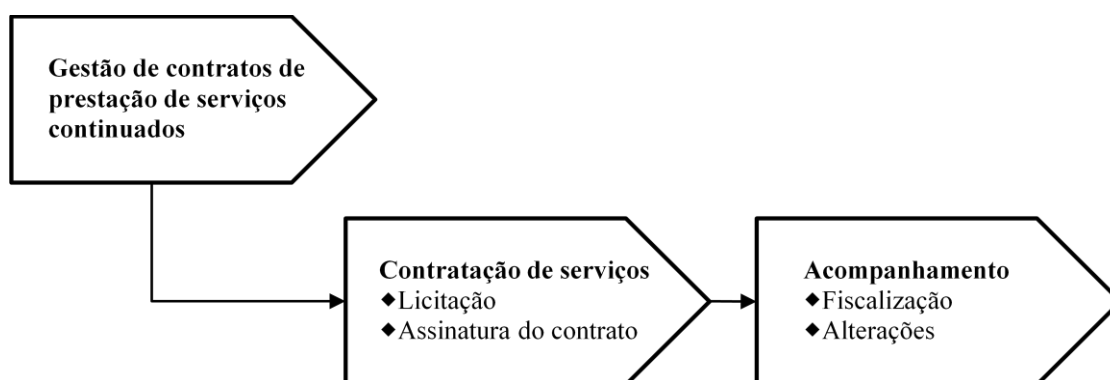 Gestão de contratos de
prestação de serviços
continuados
Contratação de serviços
◆Licitação
◆Assinatura do contrato
Acompanhamento
◆Fiscalização
◆Alterações